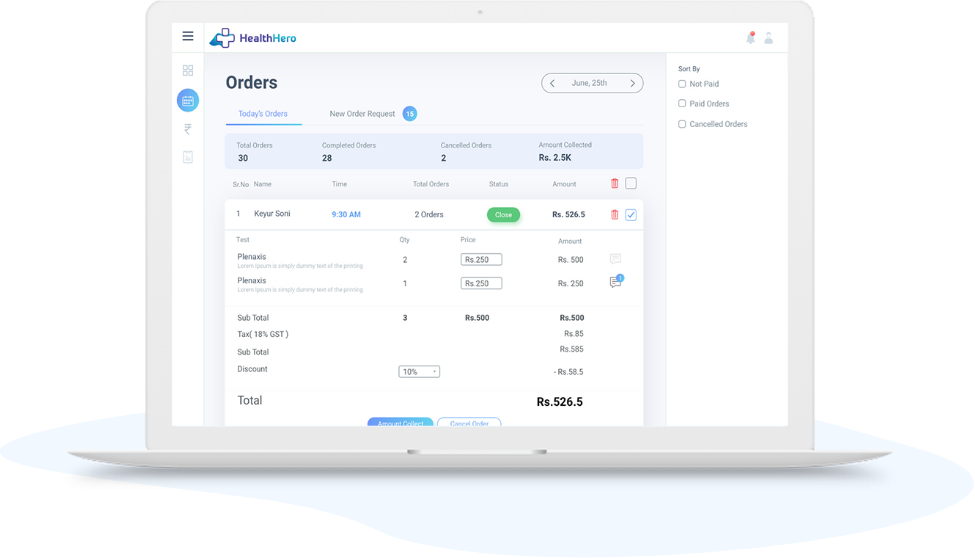 HealthHero
Orders
June, 25th
Today's Orders New Order Request 15
Total Orders Completed Orders Cancelled Orders Amount Collected
30 28 2 Rs. 2.5K
Sr.No Name Time Total Orders Status Amount
1 Keyur Soni 9:30 AM 2 Orders Close Rs. 526.5
Test Qty Price Amount
Plenaxis 2 Rs.250 Rs. 500
Lorem Ipsum is simply dummy text of the printing.
Plenaxis 1 Rs.250 Rs. 250 1
Lorem Ipsum is simply dummy text of the printing.
Sub Total 3 Rs.500 Rs.500
Tax( 18% GST ) Rs.85
Sub Total Rs.585
Discount 10% - Rs.58.5
Total Rs.526.5
Amount Collect Cancel Order
Sort By
Not Paid
Paid Orders
Cancelled Orders